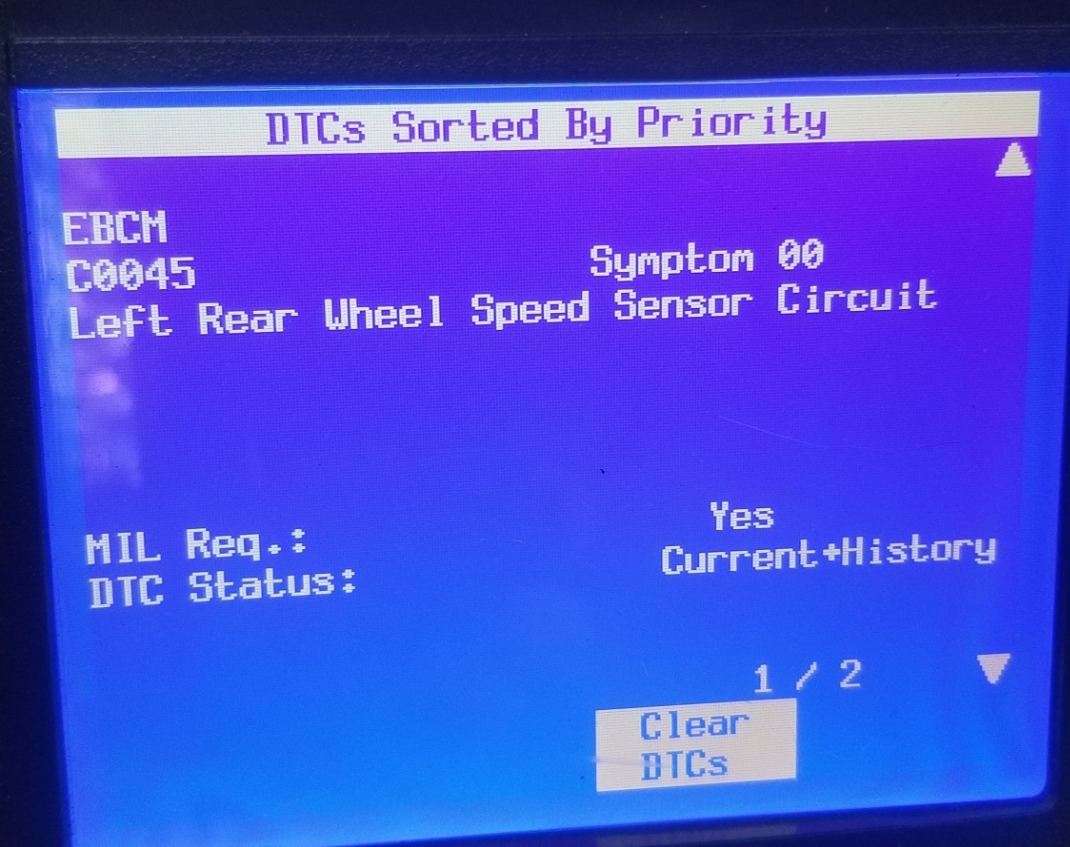 DTCs Sorted By Priority
EBCM
C0045 Symptom 00
Left Rear Wheel Speed Sensor Circuit
MIL Req.: Yes
DTC Status: Current+History
1 / 2
Clear
DTCs